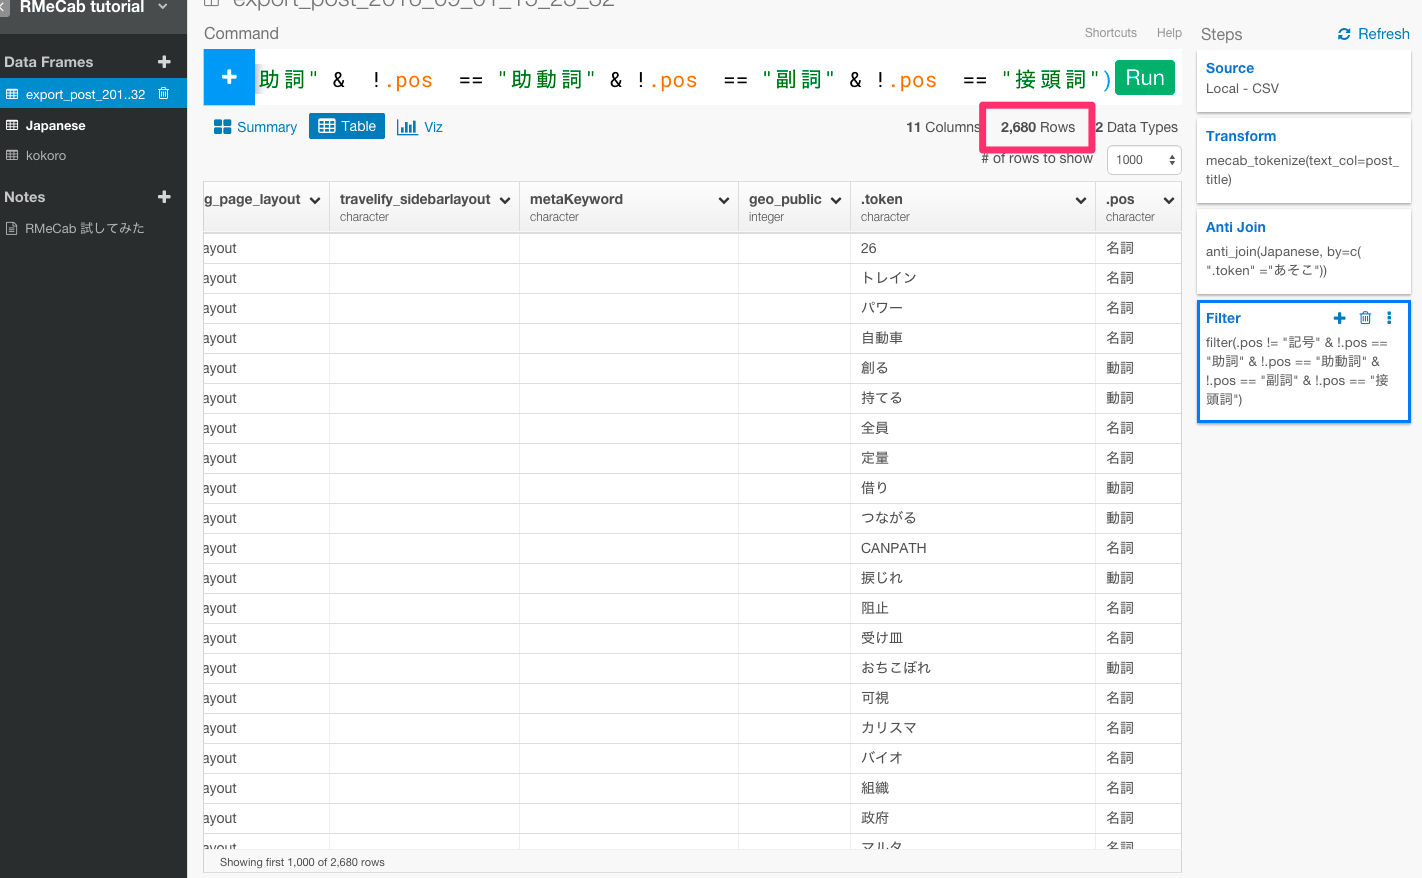 RMeCab tutorial
Data Frames
export_post_201..32
Japanese
kokoro
Notes
RMeCab 試してみた
export_post_2016_09_01_15_23_52
Command
Shortcuts Help
助詞" & !.pos == "助動詞" & !.pos == "副詞" & !.pos == "接頭詞")
Run
Summary Table Viz
11 Columns 2,680 Rows 2 Data Types
# of rows to show 1000
g_page_layout travelify_sidebarlayout metaKeyword geo_public .token .pos
character character integer character character
ayout 26 名詞
ayout トレイン 名詞
ayout パワー 名詞
ayout 自動車 名詞
ayout 創る 動詞
ayout 持てる 動詞
ayout 全員 名詞
ayout 定量 名詞
ayout 借り 動詞
ayout つながる 動詞
ayout CANPATH 名詞
ayout 捩じれ 動詞
ayout 阻止 名詞
ayout 受け皿 名詞
ayout おちこぼれ 動詞
ayout 可視 名詞
ayout カリスマ 名詞
ayout バイオ 名詞
ayout 組織 名詞
ayout 政府 名詞
ayout マルタ 名詞
Showing first 1,000 of 2,680 rows
Steps
Refresh
Source
Local - CSV
Transform
mecab_tokenize(text_col=post_
title)
Anti Join
anti_join(Japanese, by=c(
".token" ="あそこ"))
Filter
filter(.pos != "記号" & !.pos ==
"助詞" & !.pos == "助動詞" &
!.pos == "副詞" & !.pos == "接
頭詞")